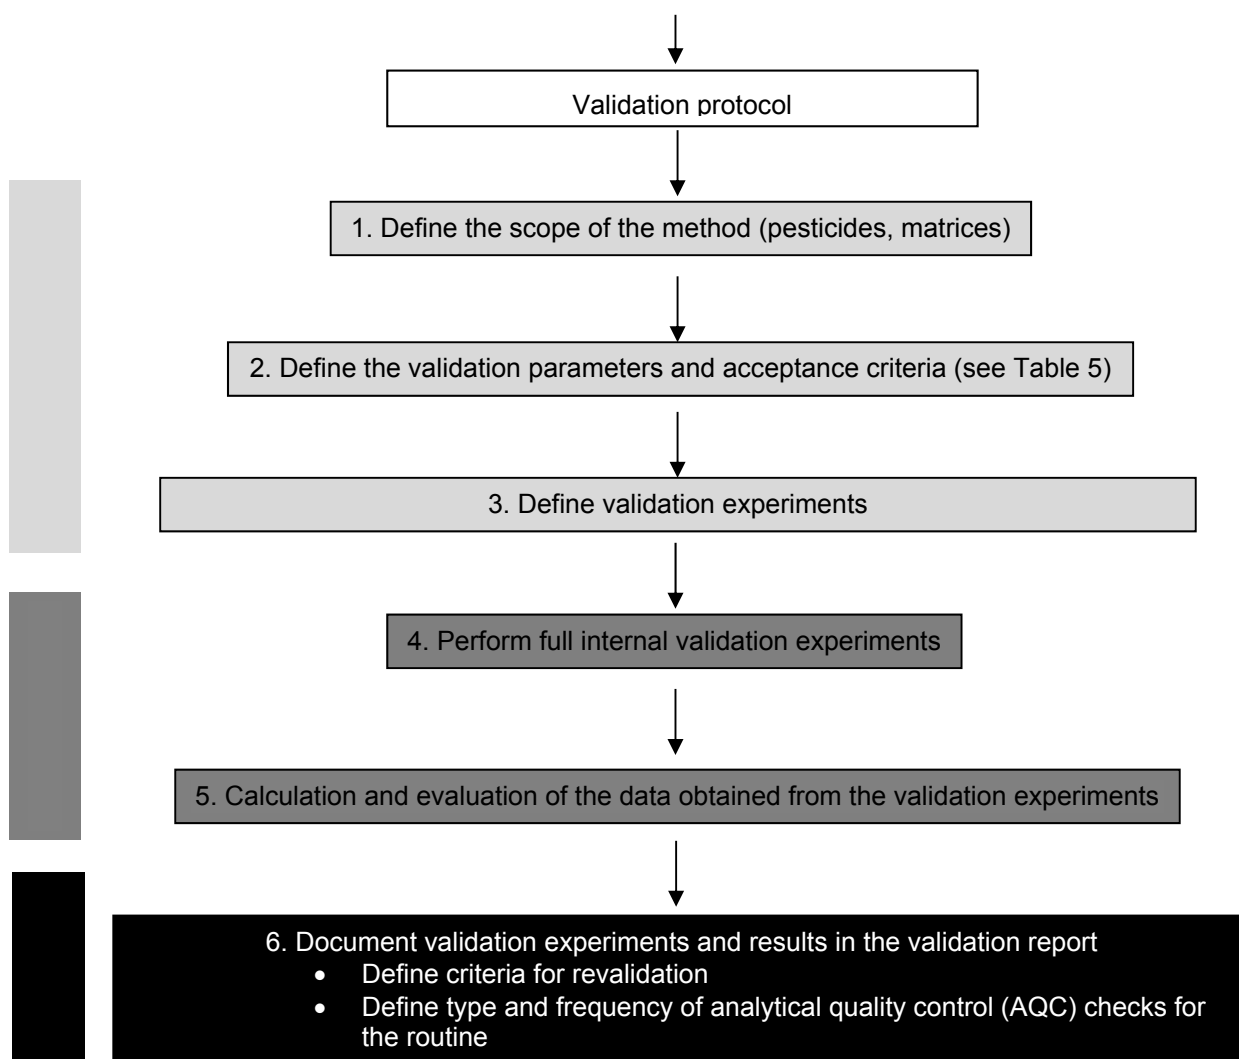 Validation protocol
1. Define the scope of the method (pesticides, matrices)
2. Define the validation parameters and acceptance criteria (see Table 5)
3. Define validation experiments
4. Perform full internal validation experiments
5. Calculation and evaluation of the data obtained from the validation experiments
6. Document validation experiments and results in the validation report
• Define criteria for revalidation
• Define type and frequency of analytical quality control (AQC) checks for
the routine